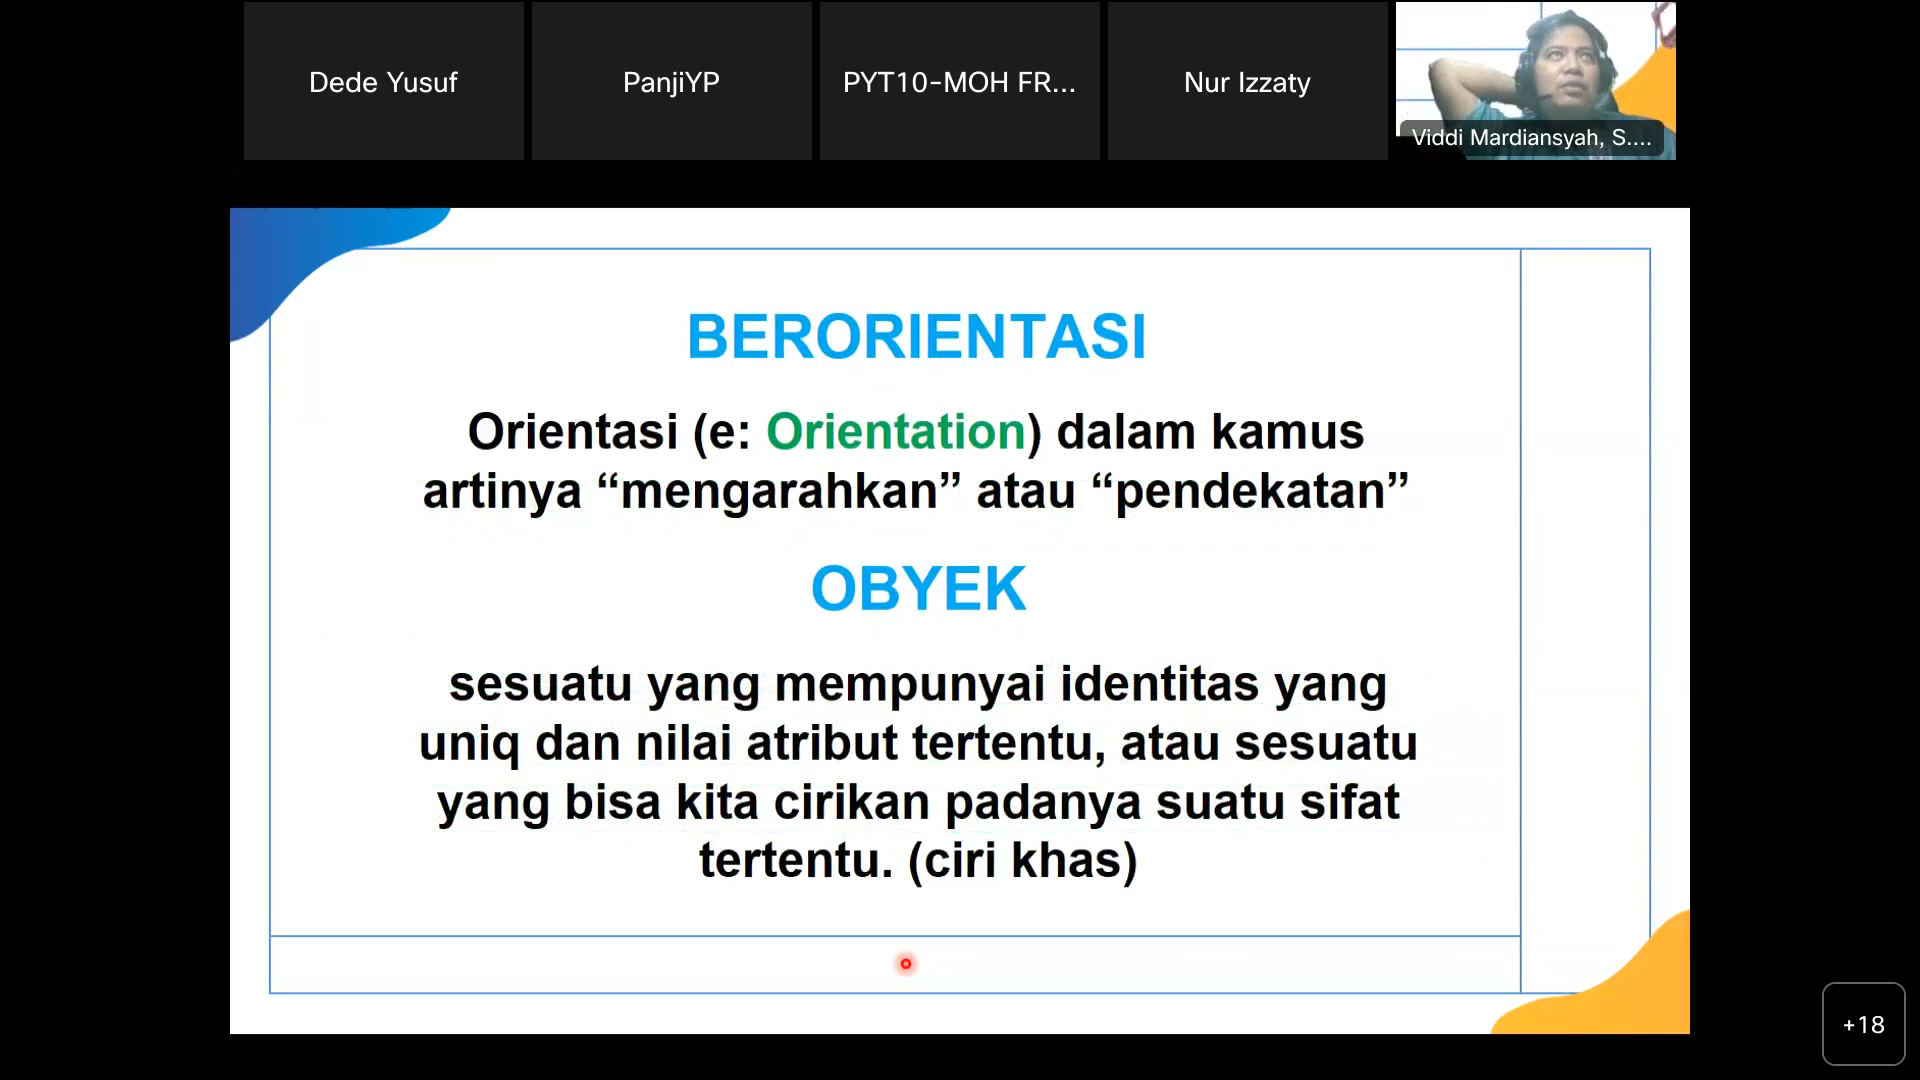 Dede Yusuf
PanjiYP
PYT10-MOH FR...
Nur Izzaty
Viddi Mardiansyah, S....
BERORIENTASI
Orientasi (e: Orientation) dalam kamus
artinya “mengarahkan” atau “pendekatan”
OBYEK
sesuatu yang mempunyai identitas yang
uniq dan nilai atribut tertentu, atau sesuatu
yang bisa kita cirikan padanya suatu sifat
tertentu. (ciri khas)
+18